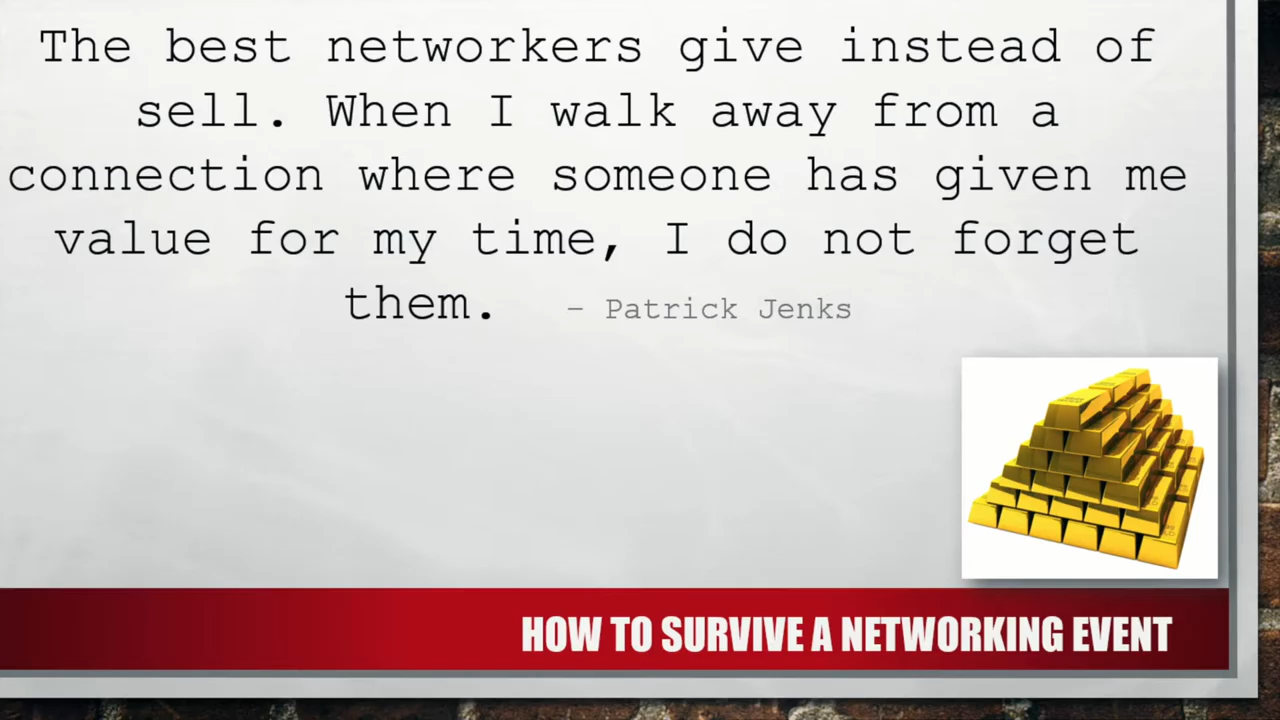 The best networkers give instead of
sell. When I walk away from a
connection where someone has given me
value for my time, I do not forget
them. – Patrick Jenks
HOW TO SURVIVE A NETWORKING EVENT